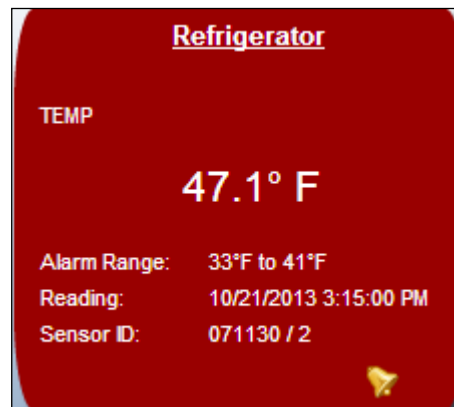 Refrigerator
TEMP
47.1° F
Alarm Range: 33°F to 41°F
Reading: 10/21/2013 3:15:00 PM
Sensor ID: 071130 / 2